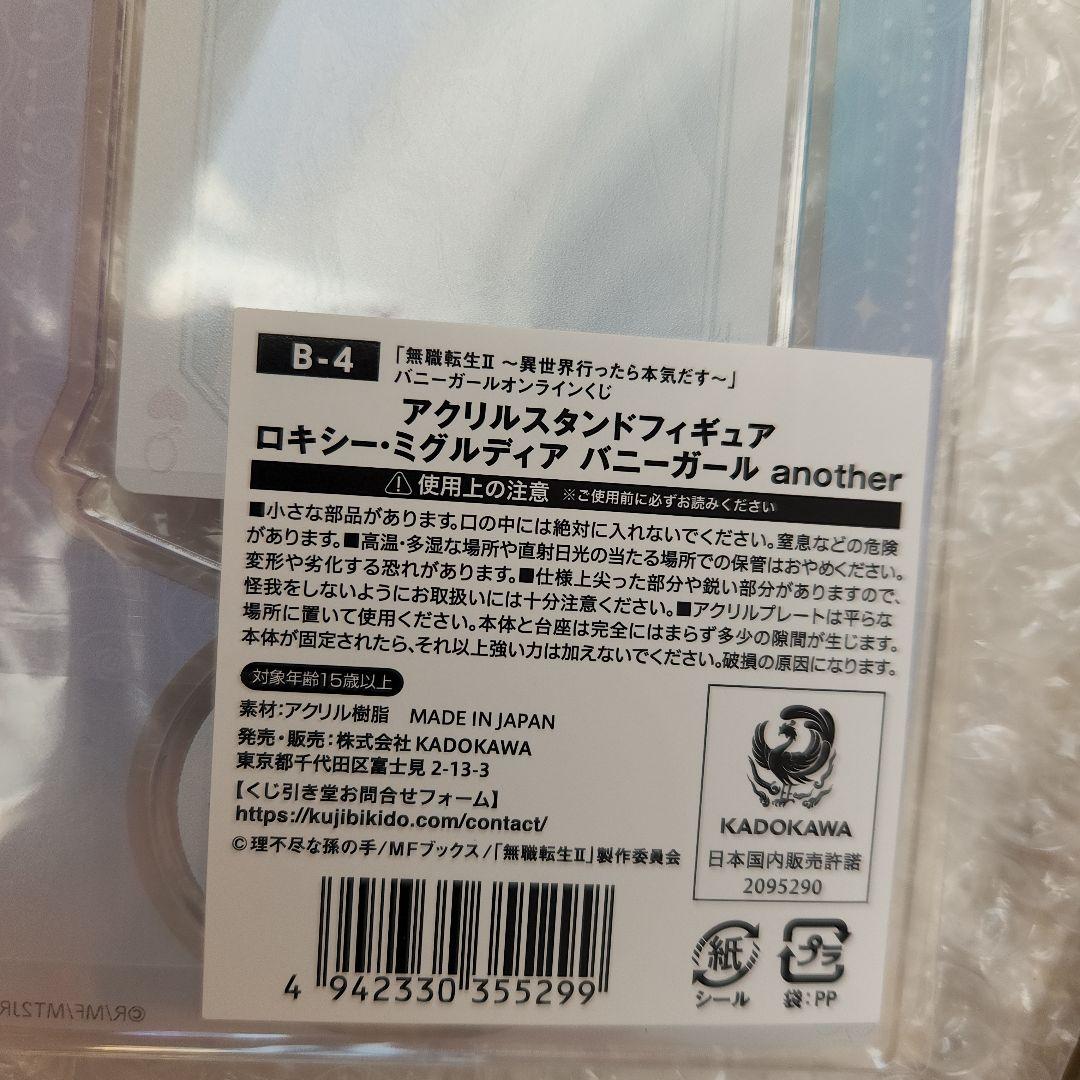 B-4
「無職転生Ⅱ ～異世界行ったら本気だす～」
バニーガールオンラインくじ
アクリルスタンドフィギュア
ロキシー・ミグルディア バニーガール another
使用上の注意 ※ご使用前に必ずお読みください
■小さな部品があります。口の中には絶対に入れないでください。窒息などの危険
があります。■高温・多湿な場所や直射日光の当たる場所での保管はおやめください。
変形や劣化する恐れがあります。■仕様上尖った部分や鋭い部分がありますので、
怪我をしないようにお取扱いには十分注意ください。■アクリルプレートは平らな
場所に置いて使用ください。本体と台座は完全にはまらず多少の隙間が生じます。
本体が固定されたら、それ以上強い力は加えないでください。破損の原因になります。
対象年齢15歳以上
素材：アクリル樹脂 MADE IN JAPAN
発売・販売：株式会社 KADOKAWA
東京都千代田区富士見 2-13-3
【くじ引き堂お問合せフォーム】
https://kujibikido.com/contact/
©理不尽な孫の手/MFブックス/「無職転生Ⅱ」製作委員会
KADOKAWA
日本国内販売許諾
2095290
4 942330 355299
紙
シール
プラ
袋：PP
©R/MF/MT2JR